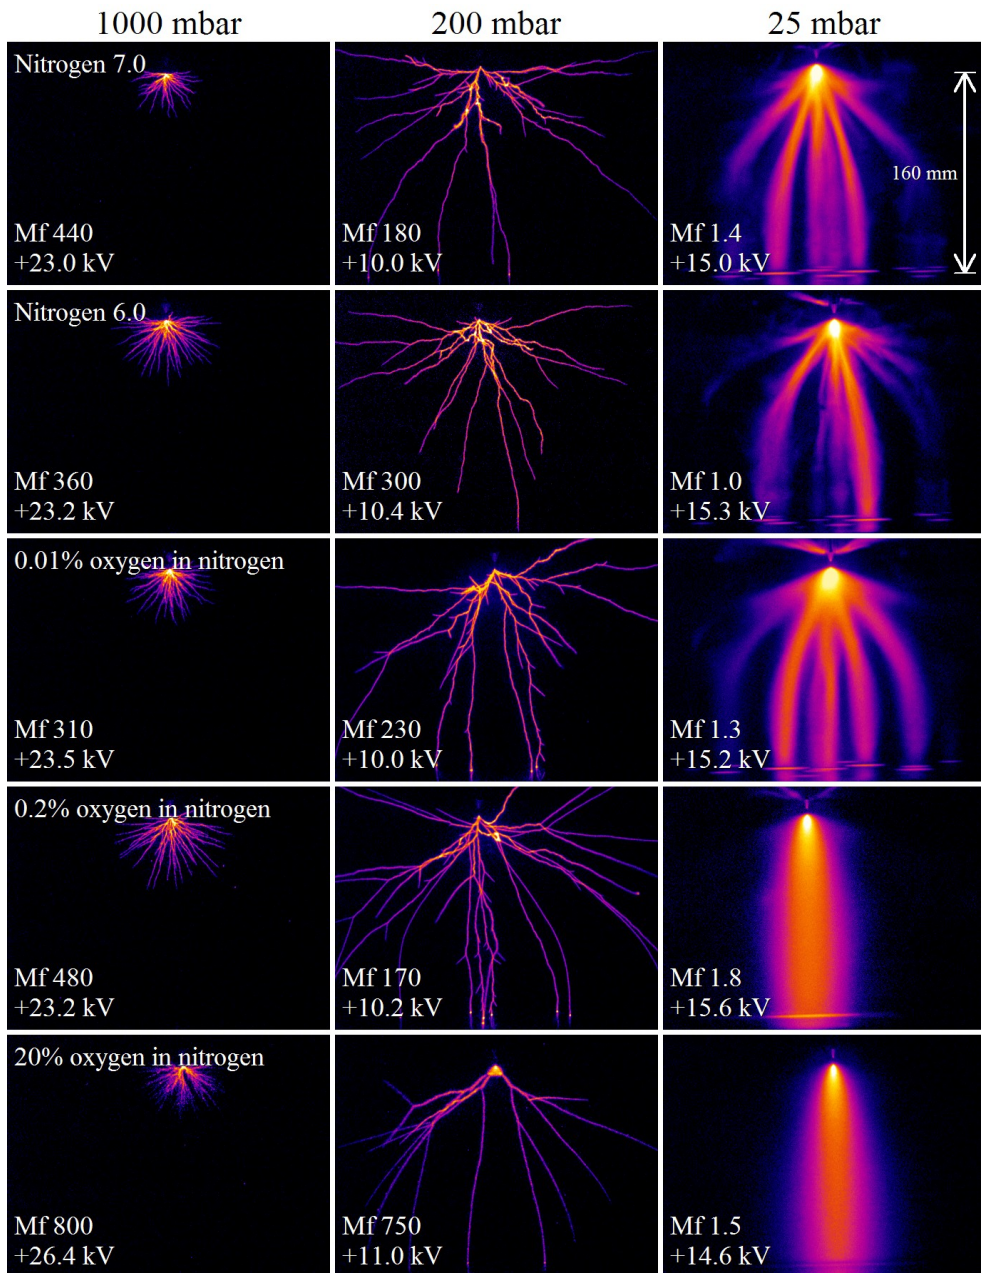 1000 mbar 200 mbar 25 mbar
Nitrogen 7.0
160 mm
Mf 440 Mf 180 Mf 1.4
+23.0 kV +10.0 kV +15.0 kV
Nitrogen 6.0
Mf 360 Mf 300 Mf 1.0
+23.2 kV +10.4 kV +15.3 kV
0.01% oxygen in nitrogen
Mf 310 Mf 230 Mf 1.3
+23.5 kV +10.0 kV +15.2 kV
0.2% oxygen in nitrogen
Mf 480 Mf 170 Mf 1.8
+23.2 kV +10.2 kV +15.6 kV
20% oxygen in nitrogen
Mf 800 Mf 750 Mf 1.5
+26.4 kV +11.0 kV +14.6 kV